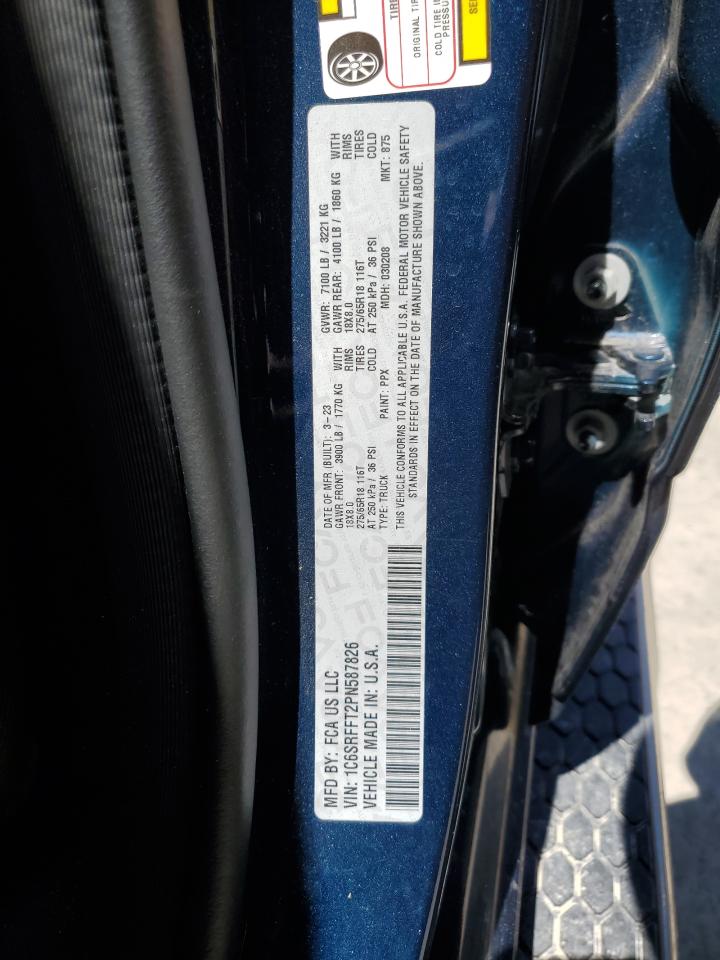 TIRE
ORIGINAL TIR
COLD TIRE IN
PRESSUR
SEE
MFD BY: FCA US LLC
VIN: 1C6SRFFT2PN587826
VEHICLE MADE IN: U.S.A.
DATE OF MFR (BUILT): 3-23
GAWR FRONT: 3900 LB / 1770 KG WITH
18X8.0 RIMS
275/65R18 116T TIRES
AT 250 kPa / 36 PSI COLD
TYPE: TRUCK PAINT: PPX
GVWR: 7100 LB / 3221 KG
GAWR REAR: 4100 LB / 1860 KG WITH
18X8.0 RIMS
275/65R18 116T TIRES
AT 250 kPa / 36 PSI COLD
MDH: 030208 MKT: 875
THIS VEHICLE CONFORMS TO ALL APPLICABLE U.S.A. FEDERAL MOTOR VEHICLE SAFETY
STANDARDS IN EFFECT ON THE DATE OF MANUFACTURE SHOWN ABOVE.